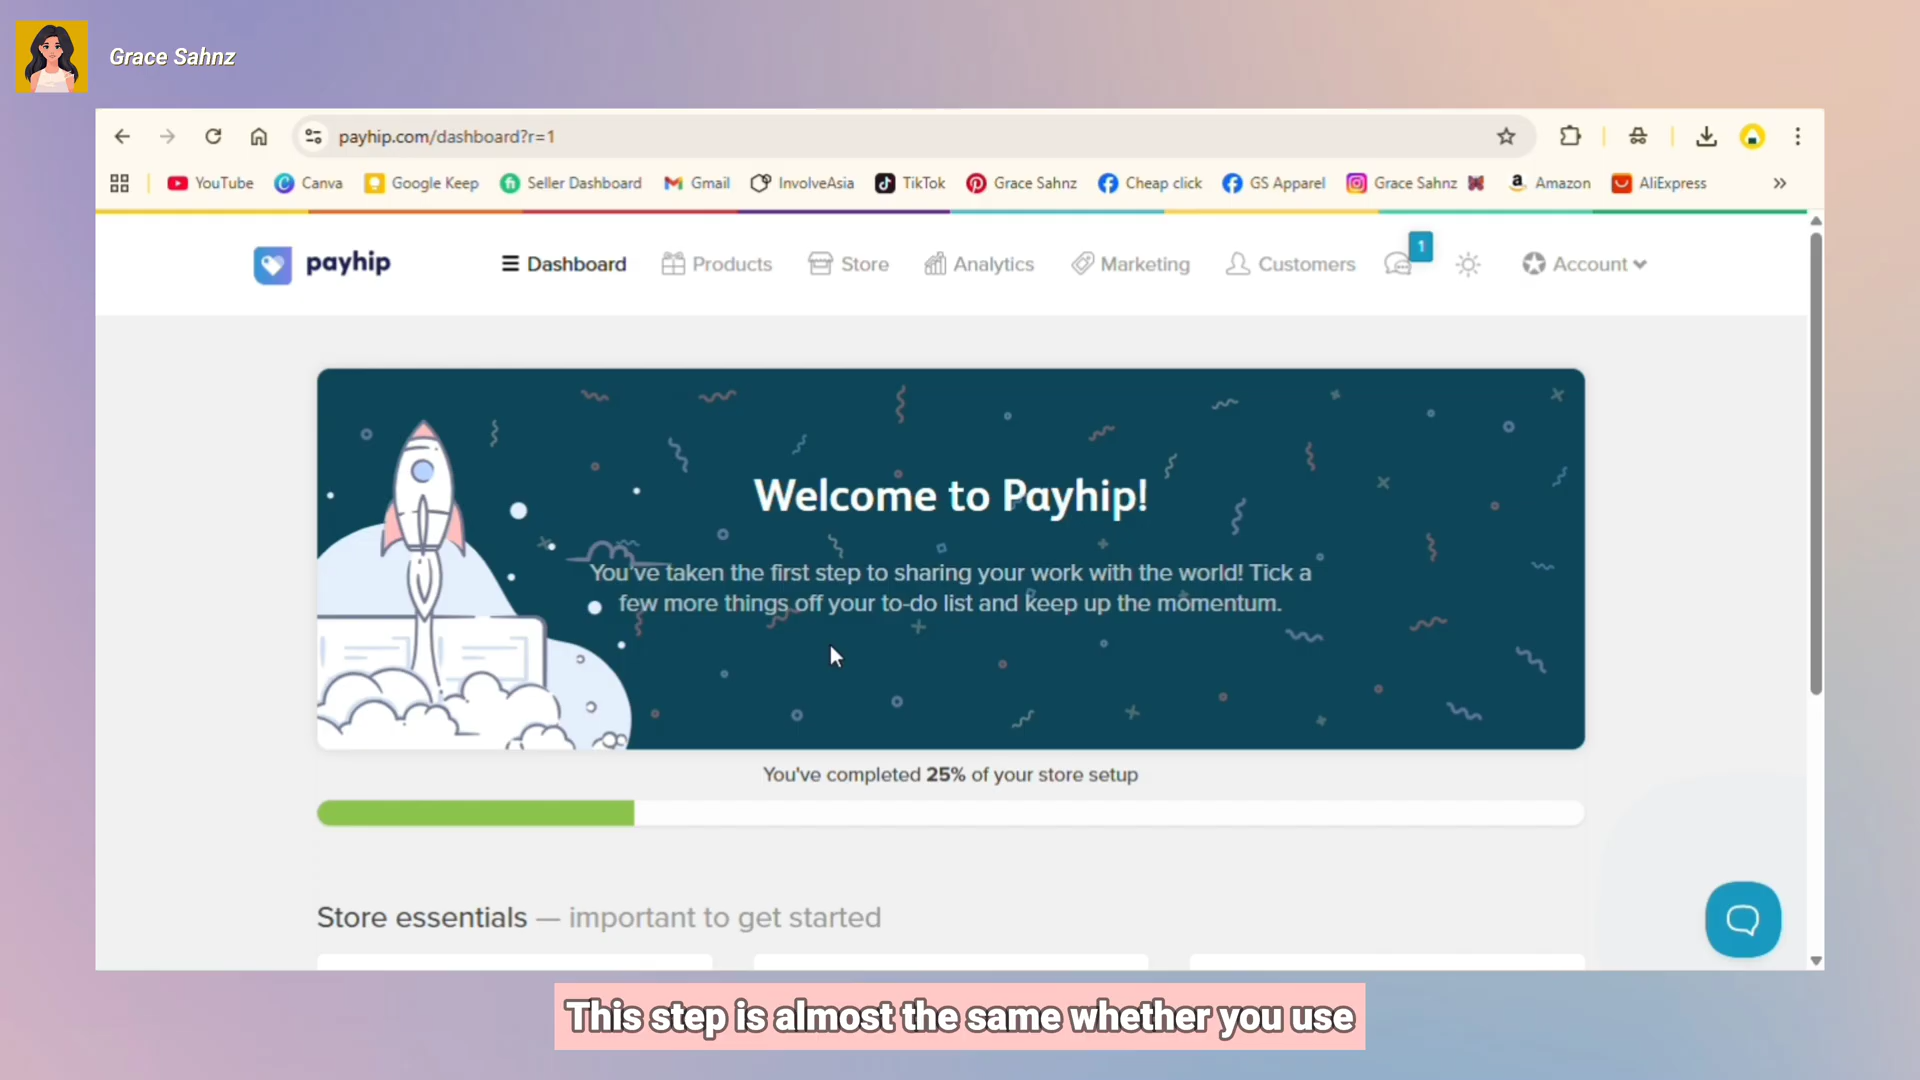 Grace Sahnz
payhip.com/dashboard?r=1
YouTube Canva Google Keep Seller Dashboard Gmail InvolveAsia TikTok Grace Sahnz Cheap click GS Apparel Grace Sahnz Amazon AliExpress
payhip Dashboard Products Store Analytics Marketing Customers 1 Account
Welcome to Payhip!
You've taken the first step to sharing your work with the world! Tick a
few more things off your to-do list and keep up the momentum.
You've completed 25% of your store setup
Store essentials — important to get started
This step is almost the same whether you use